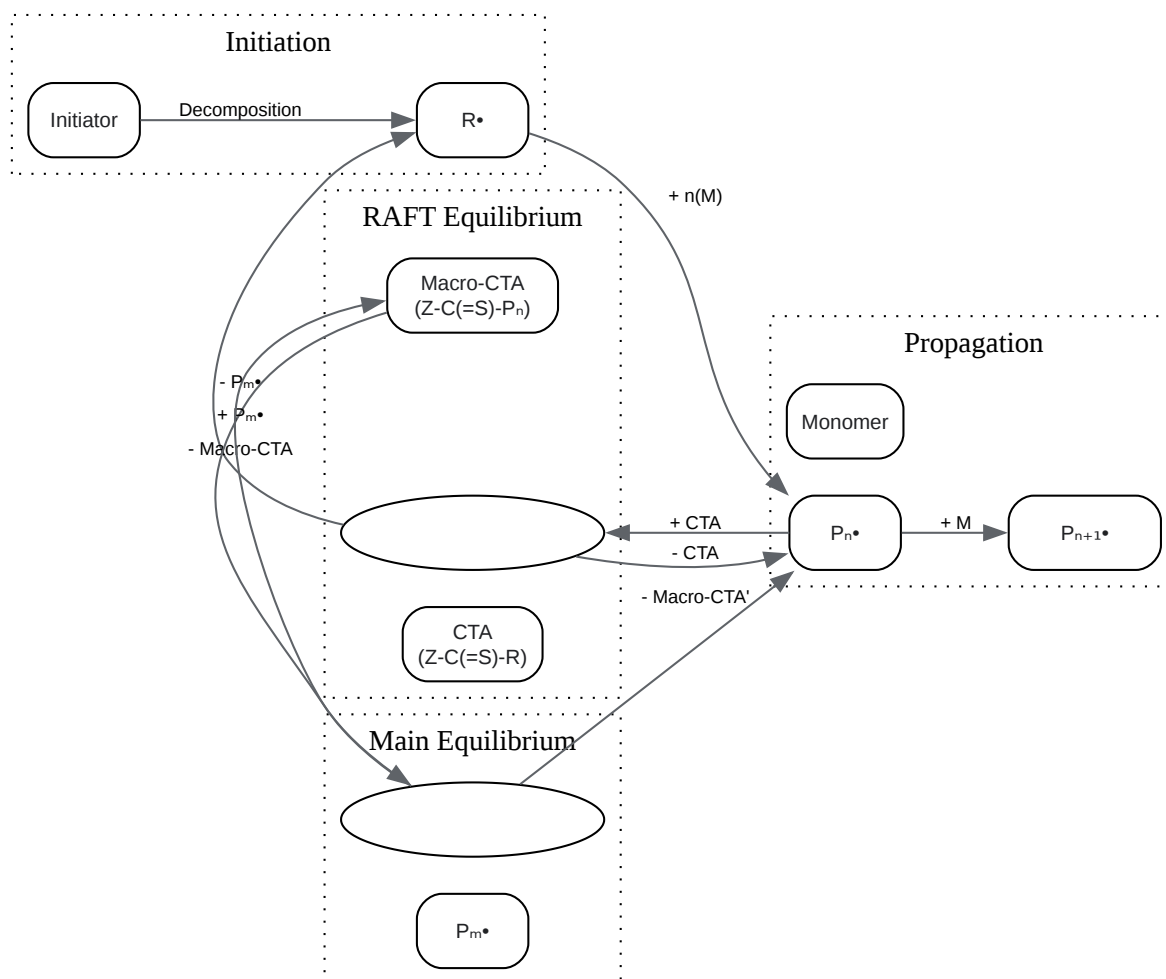 Initiation
Initiator
Decomposition
R•
+ n(M)
RAFT Equilibrium
Macro-CTA
(Z-C(=S)-Pₙ)
- Pₘ•
+ Pₘ•
- Macro-CTA
Propagation
Monomer
+ CTA
- CTA
Pₙ•
+ M
Pₙ₊₁•
- Macro-CTA'
CTA
(Z-C(=S)-R)
Main Equilibrium
Pₘ•